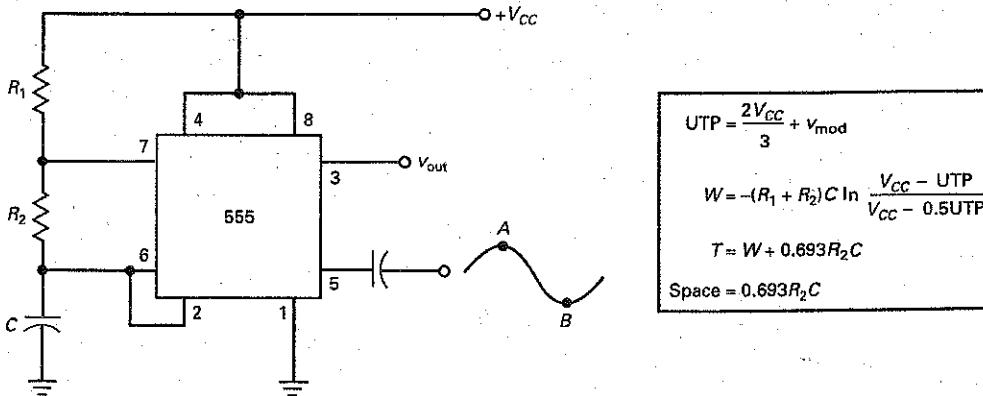 +V_CC
R_1
4
8
7
3
v_out
R_2
555
6
5
A
2
1
C
B
UTP = 2V_CC / 3 + v_mod
W = –(R_1 + R_2)C ln (V_CC – UTP) / (V_CC – 0.5UTP)
T = W + 0.693R_2C
Space = 0.693R_2C